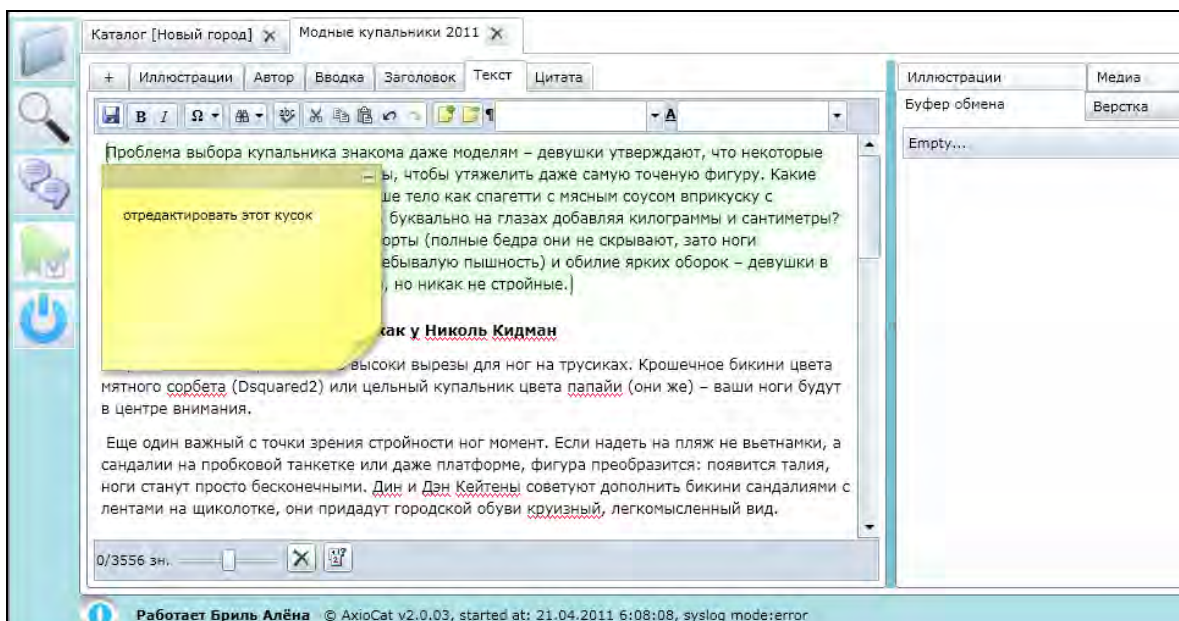 Каталог [Новый город]
Модные купальники 2011
+ Иллюстрации Автор Вводка Заголовок Текст Цитата
Иллюстрации Медиа
Буфер обмена Верстка
Empty...
B I Ω ¶ A
Проблема выбора купальника знакома даже моделям – девушки утверждают, что некоторые
ы, чтобы утяжелить даже самую точеную фигуру. Какие
ше тело как спагетти с мясным соусом вприкуску с
буквально на глазах добавляя килограммы и сантиметры?
орты (полные бедра они не скрывают, зато ноги
ебывалую пышность) и обилие ярких оборок – девушки в
, но никак не стройные.
отредактировать этот кусок
как у Николь Кидман
высоки вырезы для ног на трусиках. Крошечное бикини цвета
мятного сорбета (Dsquared2) или цельный купальник цвета папайи (они же) – ваши ноги будут
в центре внимания.
Еще один важный с точки зрения стройности ног момент. Если надеть на пляж не вьетнамки, а
сандалии на пробковой танкетке или даже платформе, фигура преобразится: появится талия,
ноги станут просто бесконечными. Дин и Дэн Кейтены советуют дополнить бикини сандалиями с
лентами на щиколотке, они придадут городской обуви круизный, легкомысленный вид.
0/3556 зн.
Работает Бриль Алёна © AxioCat v2.0.03, started at: 21.04.2011 6:08:08, syslog mode:error